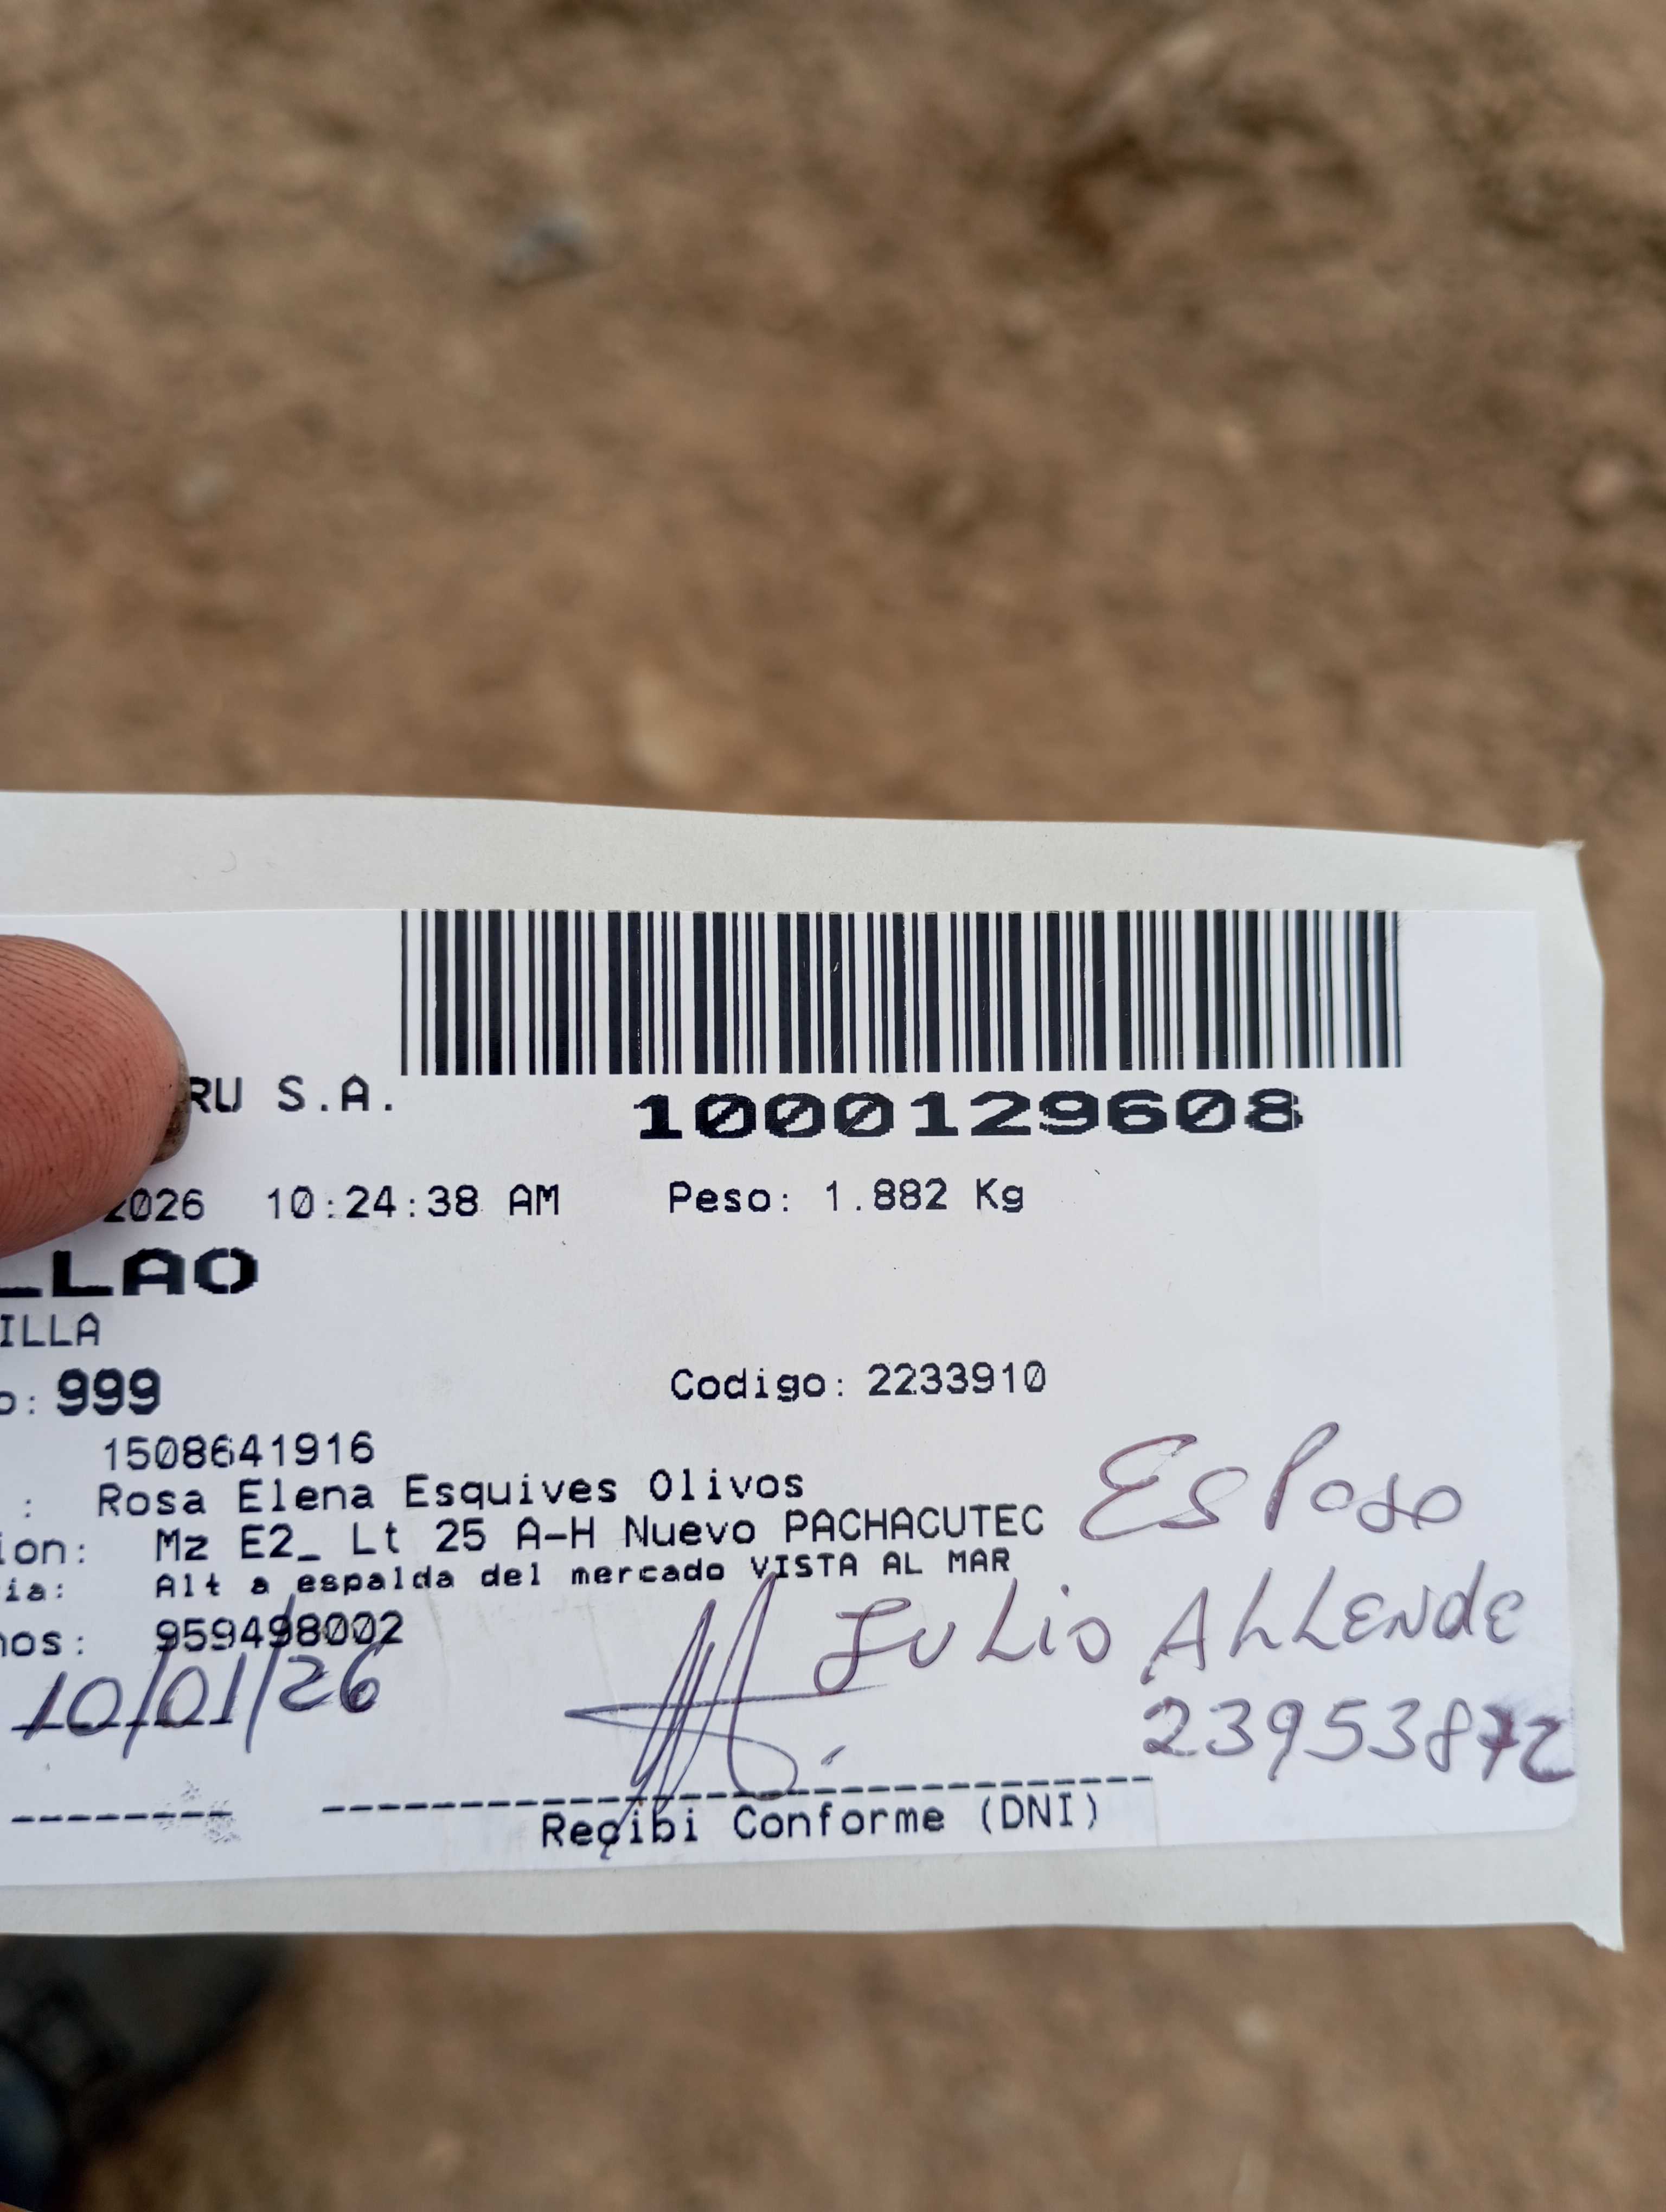 RU S.A.
1000129608
2026 10:24:38 AM Peso: 1.882 Kg
LLAO
ILLA
o: 999 Codigo: 2233910
1508641916
: Rosa Elena Esquives Olivos
Esposo
ion: Mz E2_ Lt 25 A-H Nuevo PACHACUTEC
ia: Alt a espalda del mercado VISTA AL MAR
nos: 959498002
Julio ALLENdE
10/01/26
23953872
Recibi Conforme (DNI)